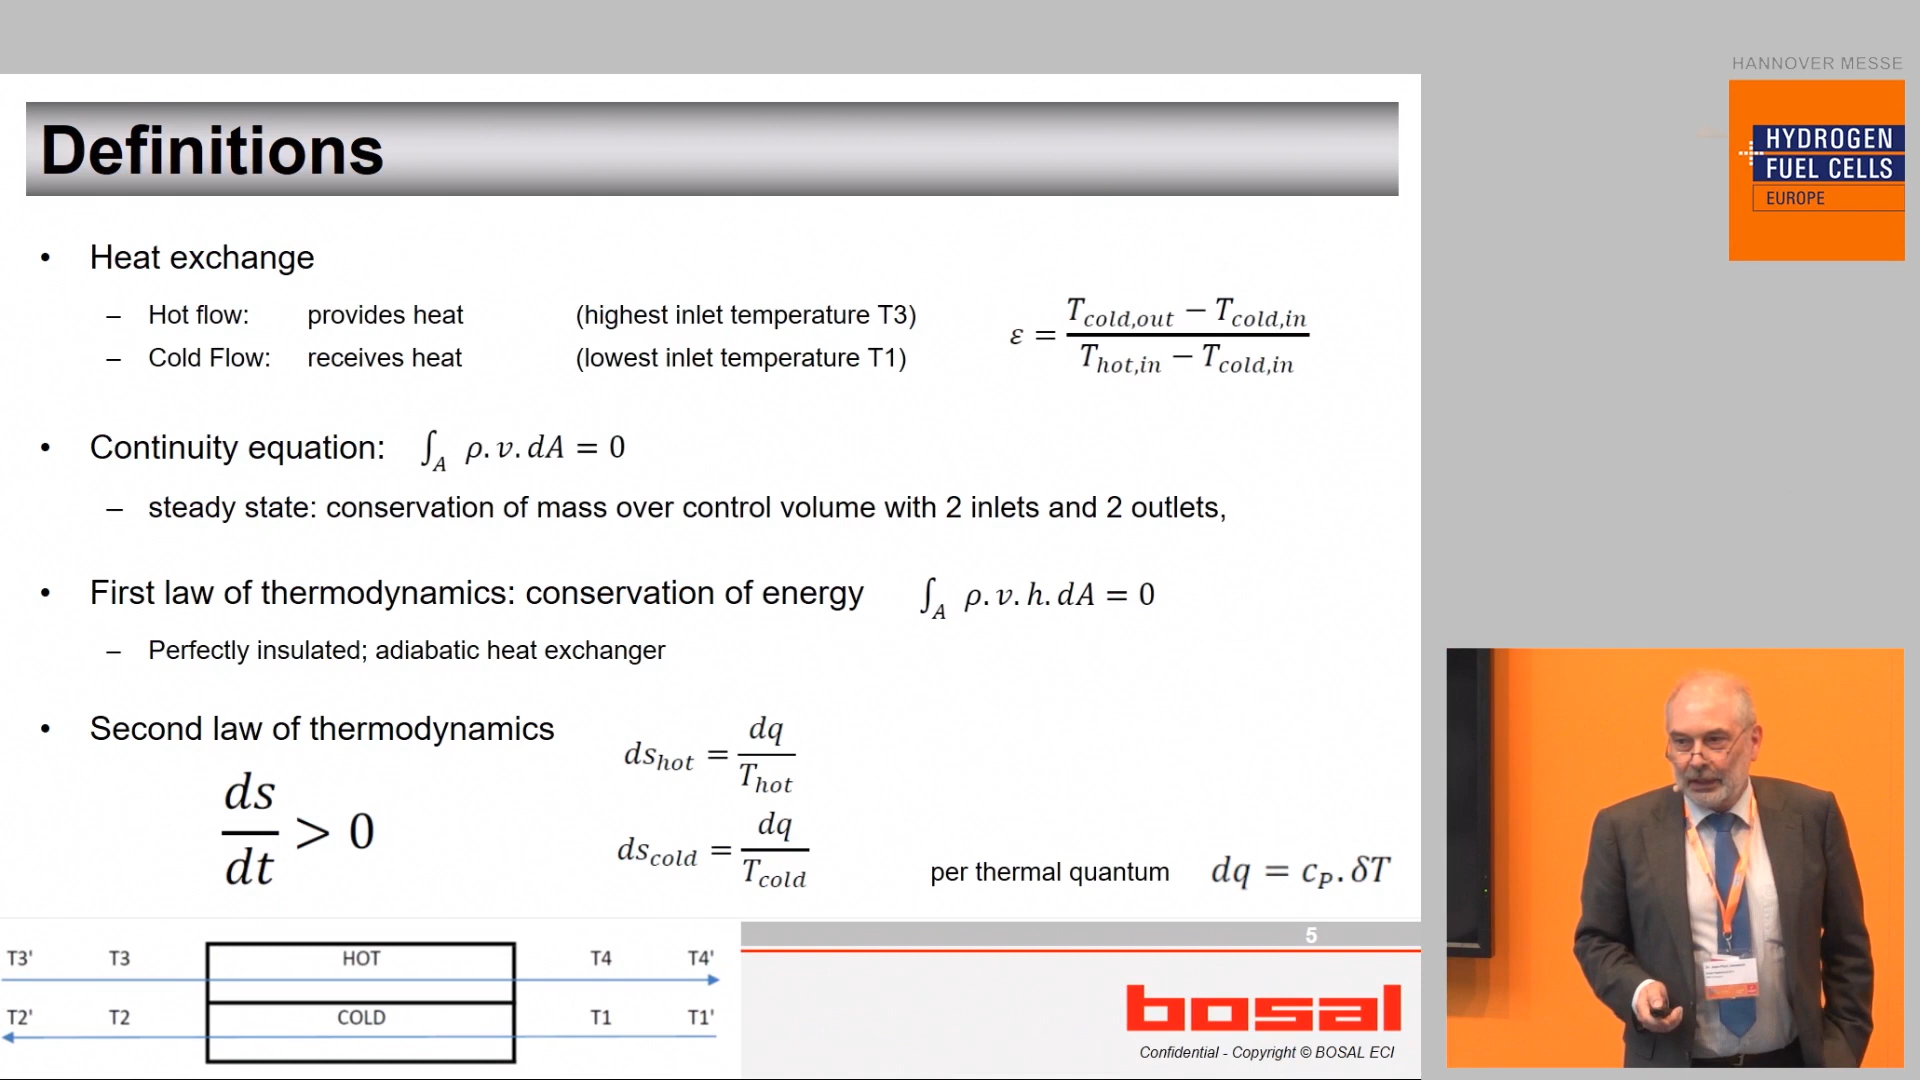 HANNOVER MESSE
HYDROGEN
FUEL CELLS
EUROPE
Definitions
• Heat exchange
– Hot flow: provides heat (highest inlet temperature T3)
– Cold Flow: receives heat (lowest inlet temperature T1)
ε = (T_cold,out − T_cold,in) / (T_hot,in − T_cold,in)
• Continuity equation: ∫_A ρ. v. dA = 0
– steady state: conservation of mass over control volume with 2 inlets and 2 outlets,
• First law of thermodynamics: conservation of energy ∫_A ρ. v. h. dA = 0
– Perfectly insulated; adiabatic heat exchanger
• Second law of thermodynamics
ds/dt > 0
ds_hot = dq/T_hot
ds_cold = dq/T_cold
per thermal quantum dq = c_P. δT
T3' T3 HOT T4 T4'
T2' T2 COLD T1 T1'
5
bosal
Confidential - Copyright © BOSAL ECI